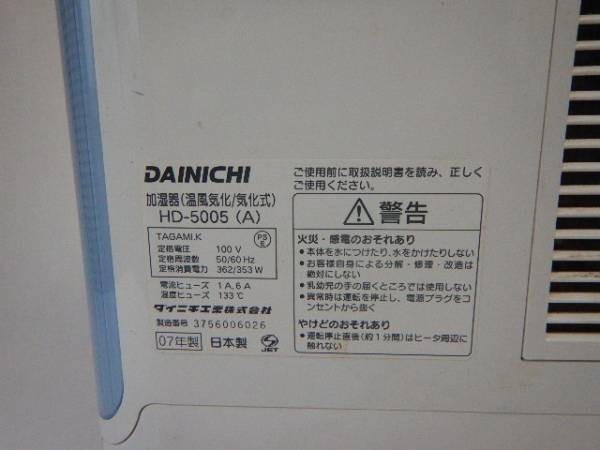 DAINICHI
加湿器(温風気化/気化式)
HD-5005 (A)
TAGAMI.K
PS
E
定格電圧 100 V
定格周波数 50/60 Hz
定格消費電力 362/353 W
電流ヒューズ 1A,6A
温度ヒューズ 133℃
ダイニチ工業株式会社
製造番号 3756006026
07年製 日本製 JET
ご使用前に取扱説明書を読み、正しく
ご使用ください。
警告
火災・感電のおそれあり
●本体を水につけたり、水をかけたりしない
●お客様自身による分解・修理・改造は
絶対にしない
●乳幼児の手の届くところでは使用しない
●異常時は運転を停止し、電源プラグをコ
ンセントから抜く
やけどのおそれあり
●運転停止直後(約1分間)はヒータ周辺に
触れない